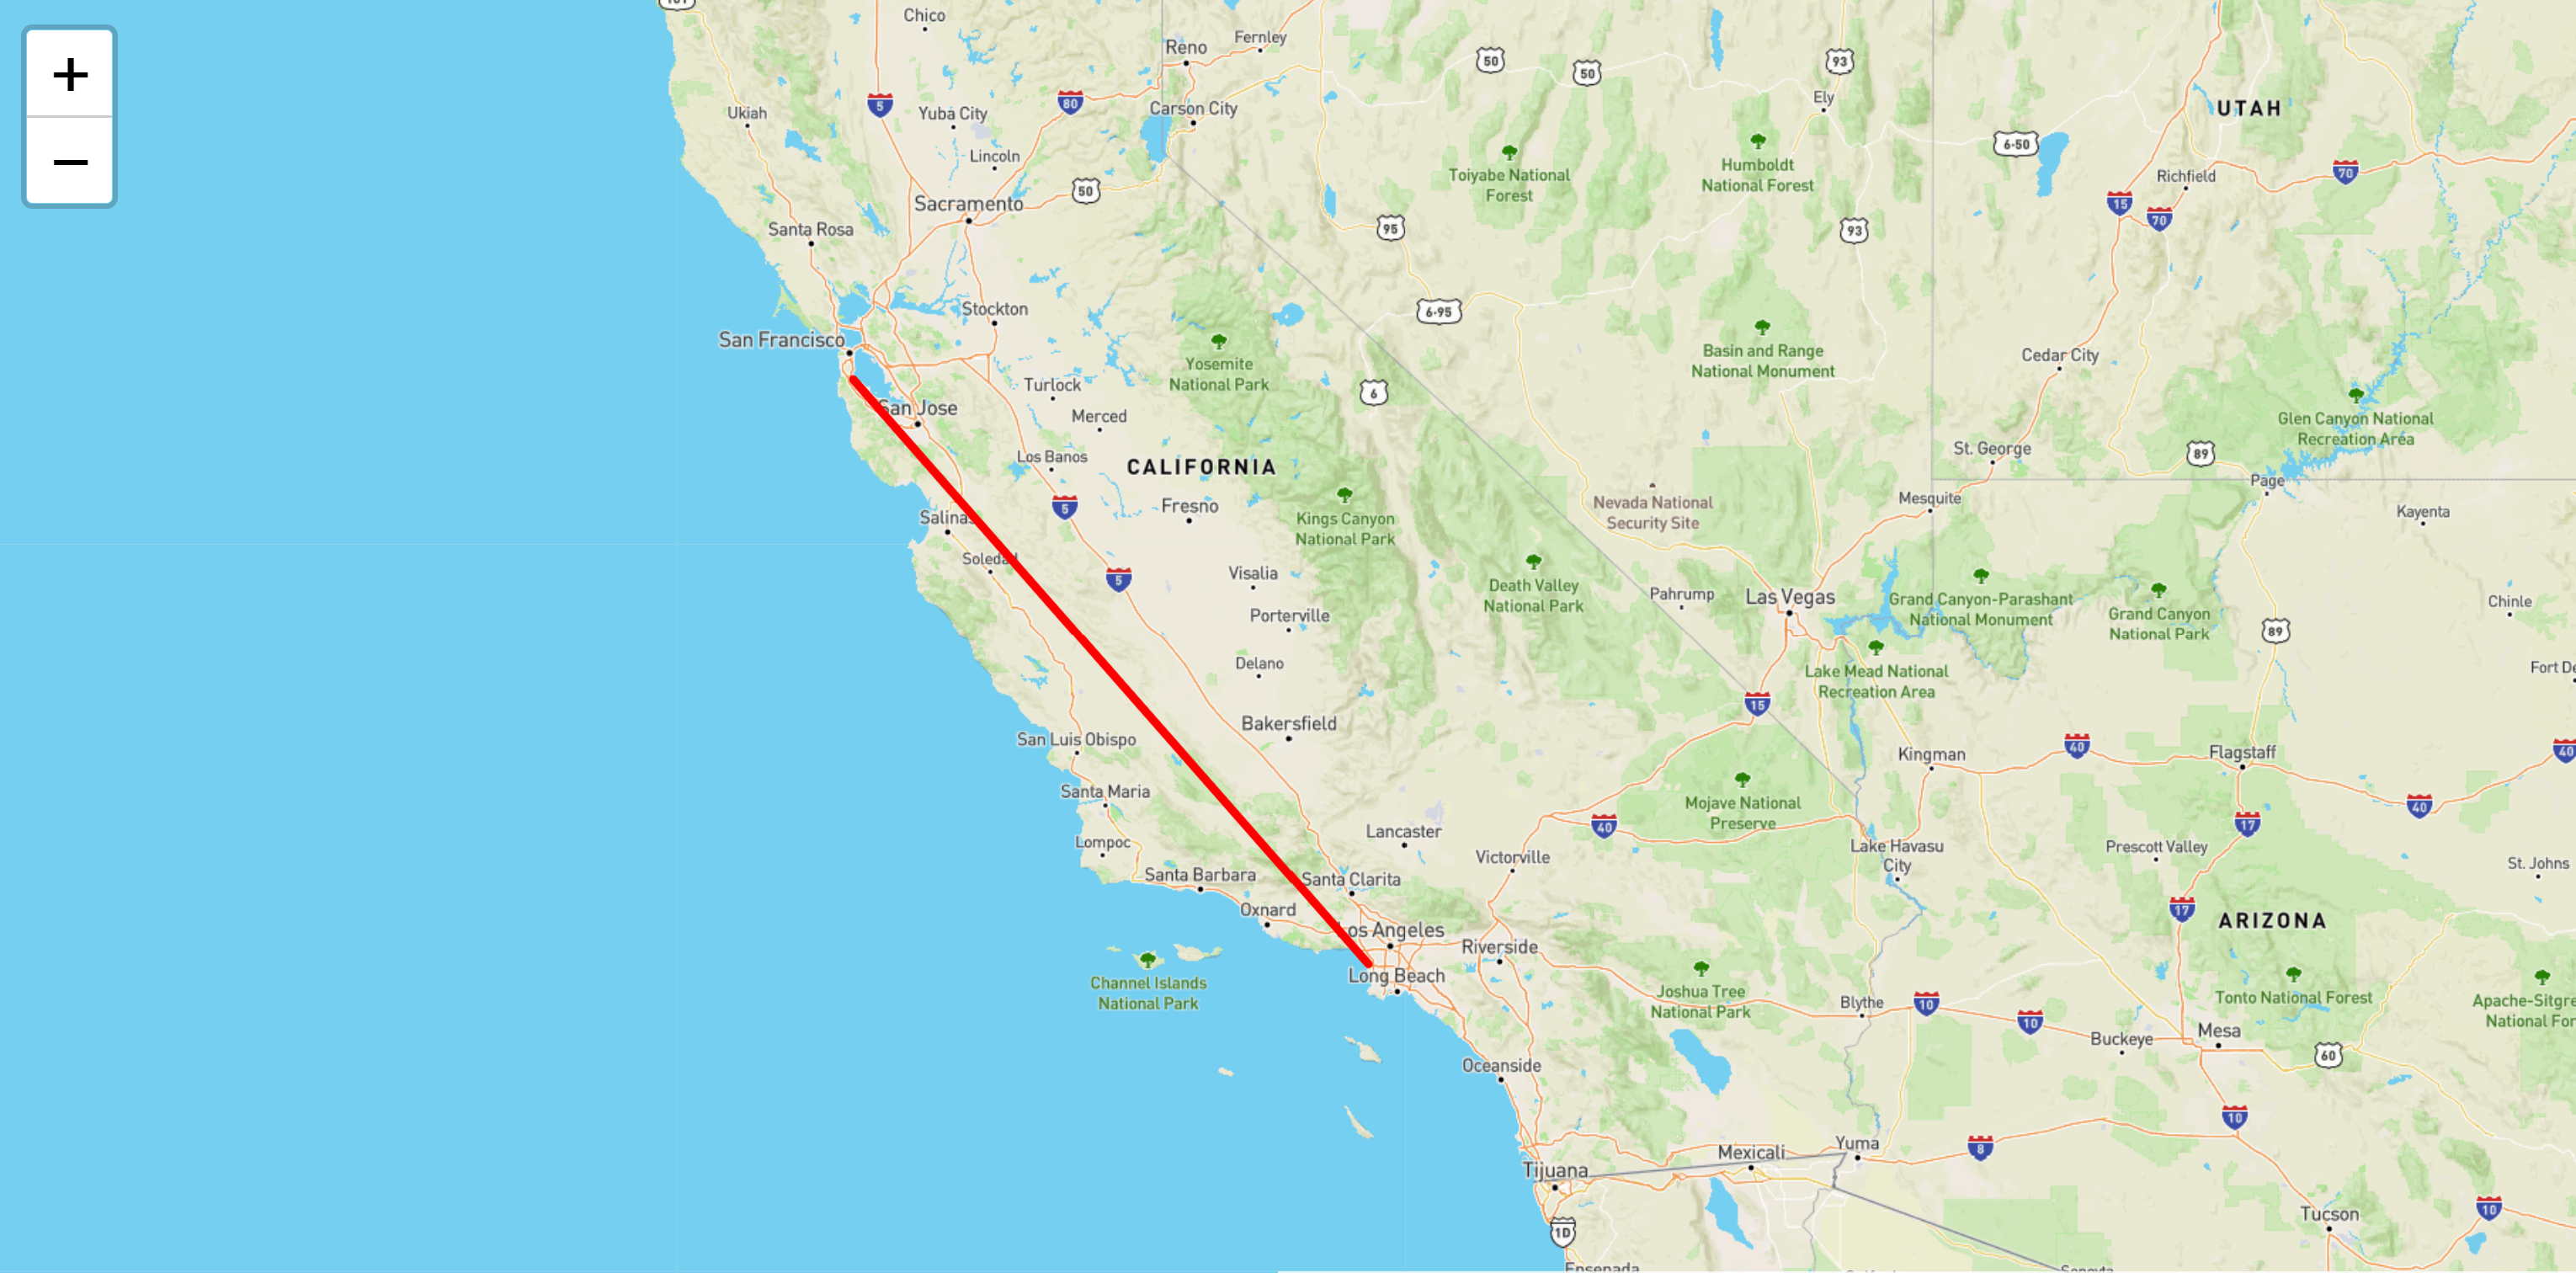 +
−
Chico
Reno
Fernley
50
50
93
Ely
UTAH
5
80
Carson City
Ukiah
Yuba City
Lincoln
50
Sacramento
Santa Rosa
Toiyabe National
Forest
Humboldt
National Forest
6-50
Richfield
70
15
70
95
93
Stockton
6-95
San Francisco
Yosemite
National Park
Basin and Range
National Monument
Cedar City
Turlock
6
San Jose
Merced
Glen Canyon National
Recreation Area
Los Banos
CALIFORNIA
St. George
89
Page
Fresno
5
Kings Canyon
National Park
Nevada National
Security Site
Mesquite
Kayenta
Salinas
Soledad
5
Visalia
Death Valley
National Park
Pahrump
Las Vegas
Grand Canyon-Parashant
National Monument
Grand Canyon
National Park
Chinle
Porterville
89
Delano
Lake Mead National
Recreation Area
Fort De
15
Bakersfield
San Luis Obispo
Kingman
40
Flagstaff
40
Santa Maria
Mojave National
Preserve
40
40
17
Lancaster
Lompoc
Victorville
Lake Havasu
City
Prescott Valley
St. Johns
Santa Barbara
Santa Clarita
Oxnard
17
ARIZONA
Los Angeles
Riverside
Long Beach
Channel Islands
National Park
Joshua Tree
National Park
Blythe
10
10
Tonto National Forest
Apache-Sitgre
National For
Buckeye
Mesa
60
Oceanside
10
Yuma
8
Mexicali
Tijuana
10
Tucson
1D
Ensenada